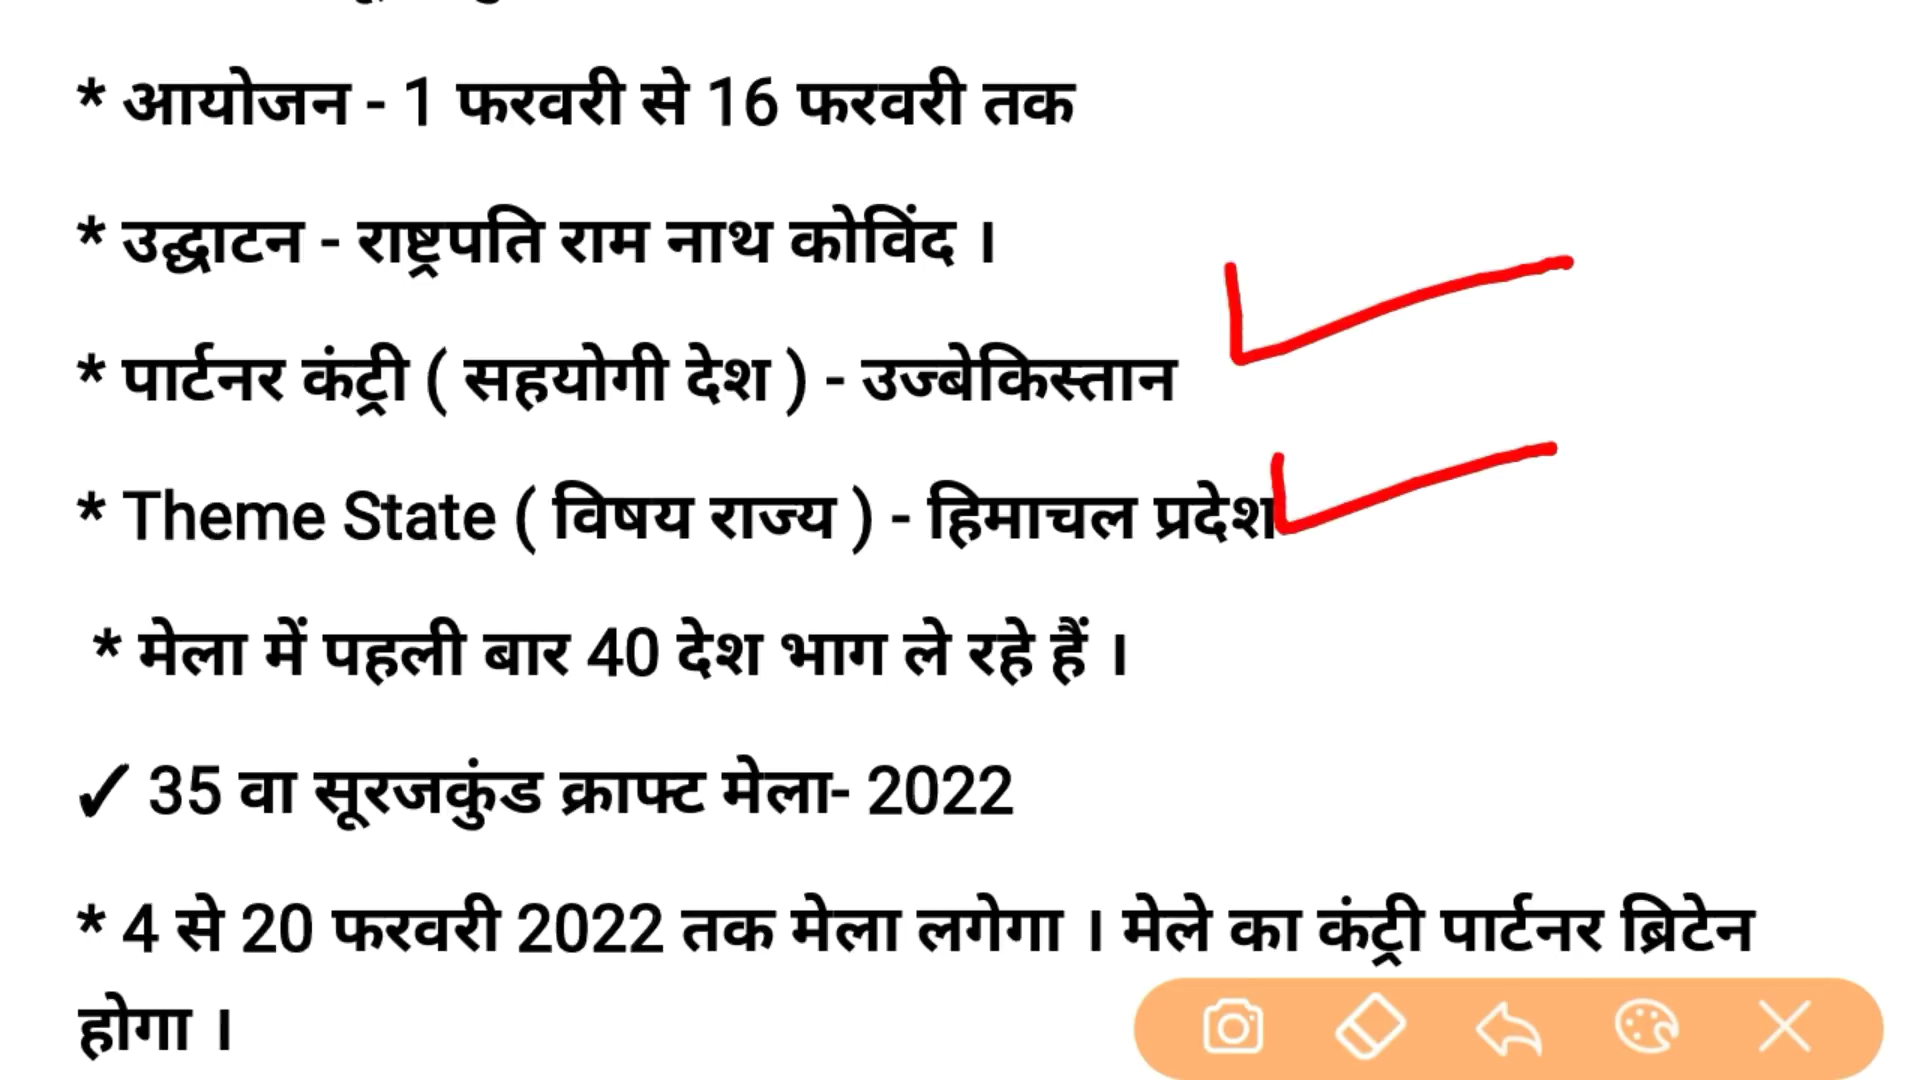 * आयोजन - 1 फरवरी से 16 फरवरी तक
* उद्घाटन - राष्ट्रपति राम नाथ कोविंद ।
* पार्टनर कंट्री ( सहयोगी देश ) - उज्बेकिस्तान
* Theme State ( विषय राज्य ) - हिमाचल प्रदेश
* मेला में पहली बार 40 देश भाग ले रहे हैं ।
✓ 35 वा सूरजकुंड क्राफ्ट मेला- 2022
* 4 से 20 फरवरी 2022 तक मेला लगेगा । मेले का कंट्री पार्टनर ब्रिटेन
होगा ।